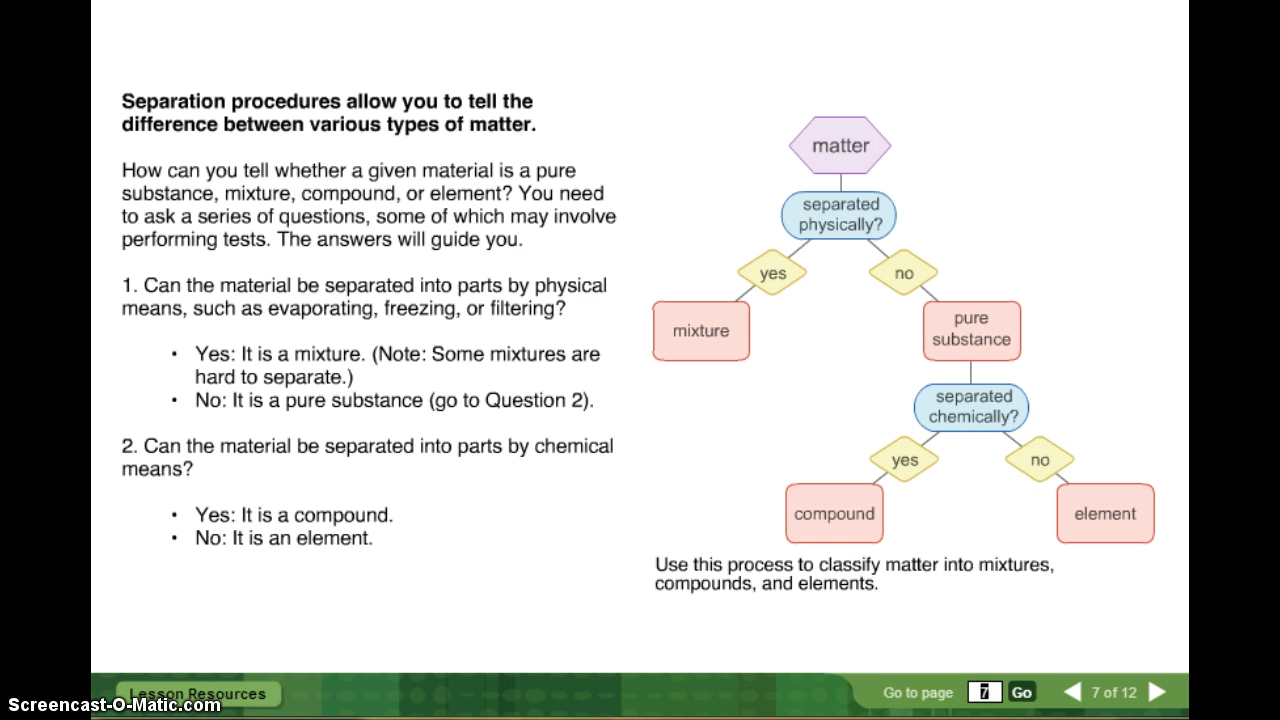 Separation procedures allow you to tell the
difference between various types of matter.
How can you tell whether a given material is a pure
substance, mixture, compound, or element? You need
to ask a series of questions, some of which may involve
performing tests. The answers will guide you.
1. Can the material be separated into parts by physical
means, such as evaporating, freezing, or filtering?
• Yes: It is a mixture. (Note: Some mixtures are
hard to separate.)
• No: It is a pure substance (go to Question 2).
2. Can the material be separated into parts by chemical
means?
• Yes: It is a compound.
• No: It is an element.
matter
separated
physically?
yes
no
mixture
pure
substance
separated
chemically?
yes
no
compound
element
Use this process to classify matter into mixtures,
compounds, and elements.
Lesson Resources
Go to page 7 Go 7 of 12
Screencast-O-Matic.com